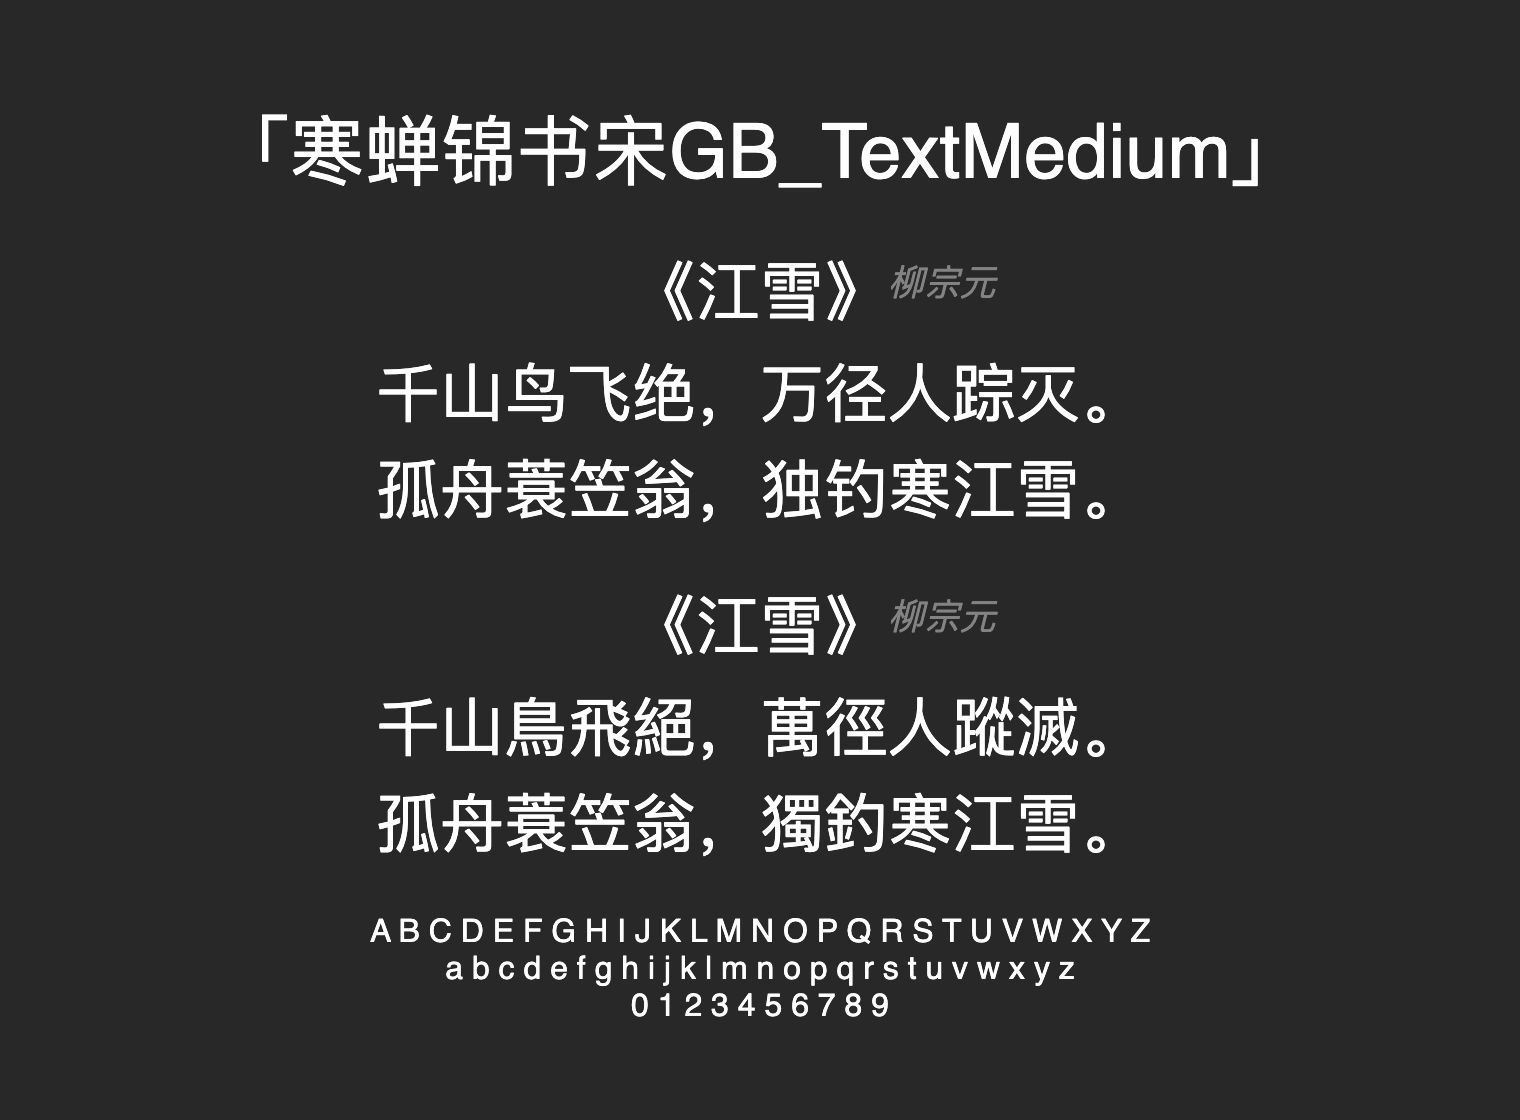 「寒蝉锦书宋GB_TextMedium」
《江雪》 柳宗元
千山鸟飞绝，万径人踪灭。
孤舟蓑笠翁，独钓寒江雪。
《江雪》 柳宗元
千山鳥飛絕，萬徑人蹤滅。
孤舟蓑笠翁，獨釣寒江雪。
A B C D E F G H I J K L M N O P Q R S T U V W X Y Z
a b c d e f g h i j k l m n o p q r s t u v w x y z
0 1 2 3 4 5 6 7 8 9